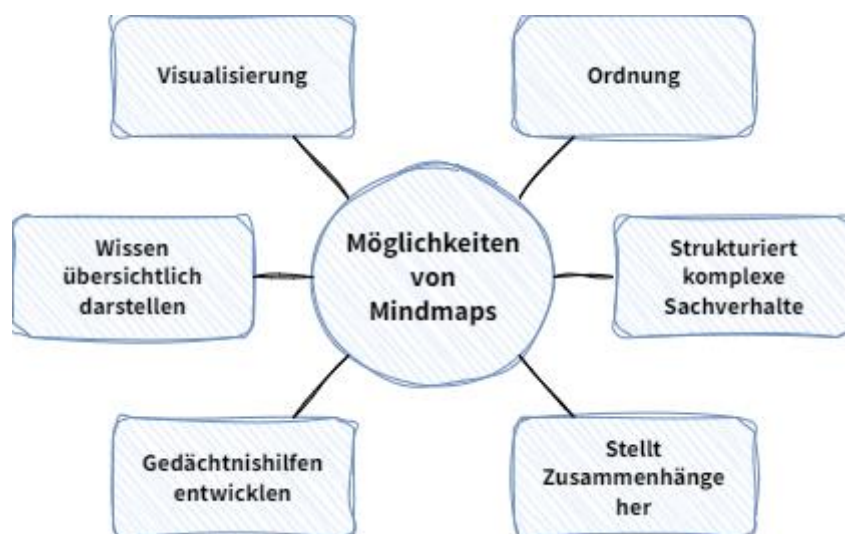 Visualisierung
Ordnung
Möglichkeiten
von
Mindmaps
Wissen
übersichtlich
darstellen
Strukturiert
komplexe
Sachverhalte
Gedächtnishilfen
entwicklen
Stellt
Zusammenhänge
her